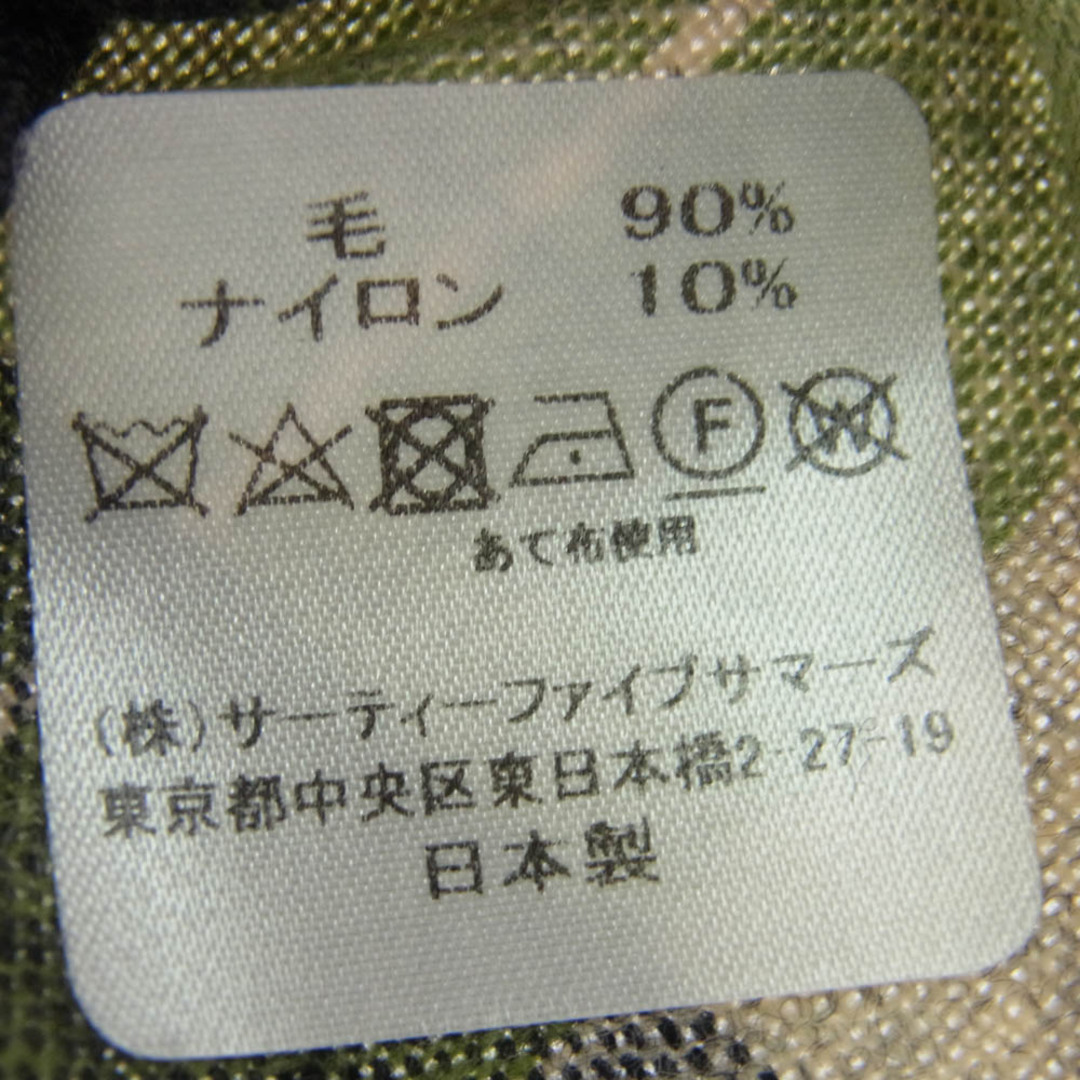 毛 90%
ナイロン 10%
F W
あて布使用
(株)サーティーファイブサマーズ
東京都中央区東日本橋2-27-19
日本製